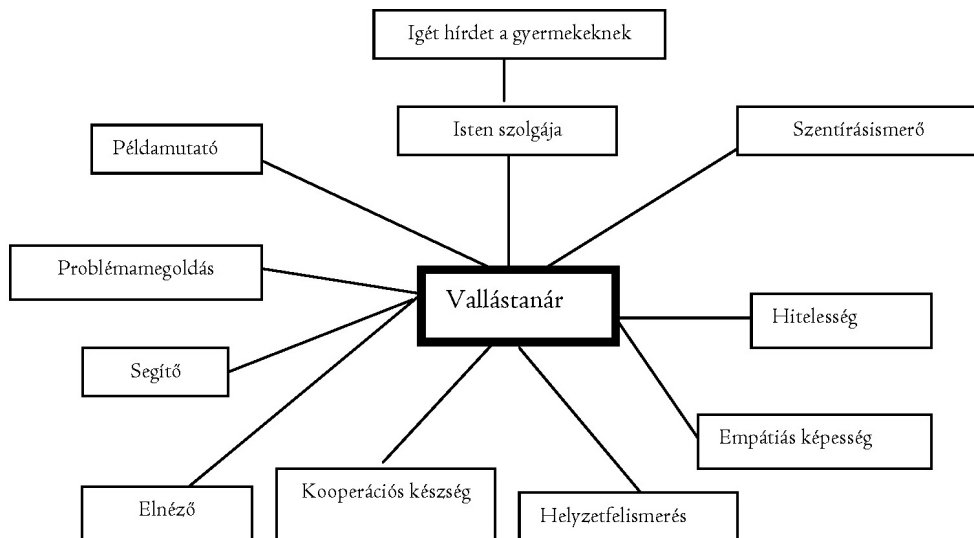 Igét hírdet a gyermekeknek
Isten szolgája
Szentírásismerő
Példamutató
Problémamegoldás
Vallástanár
Hitelesség
Segítő
Empátiás képesség
Kooperációs készség
Elnéző
Helyzetfelismerés